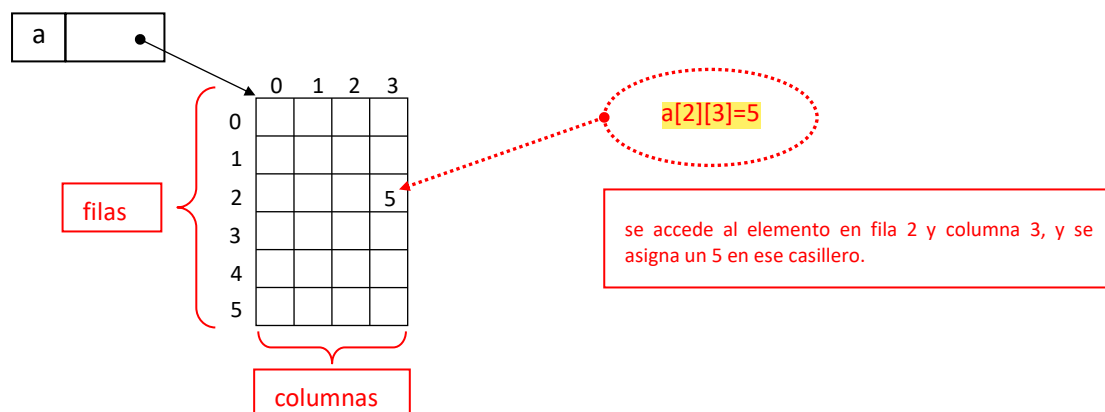 a
0 1 2 3
0
1
2 5
3
4
5
filas
columnas
a[2][3]=5
se accede al elemento en fila 2 y columna 3, y se
asigna un 5 en ese casillero.